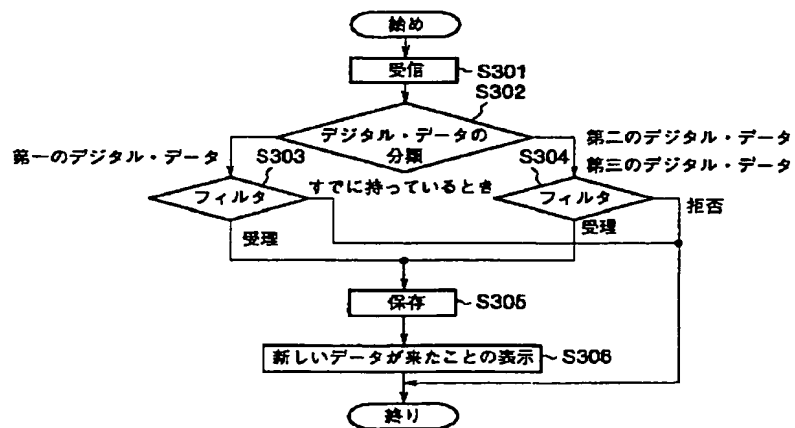 始め
受信
S301
S302
デジタル・データの
分類
第二のデジタル・データ
第三のデジタル・データ
第一のデジタル・データ
S303
S304
すでに持っているとき
フィルタ
フィルタ
拒否
受理
受理
保存
S305
新しいデータが来たことの表示
S306
終り